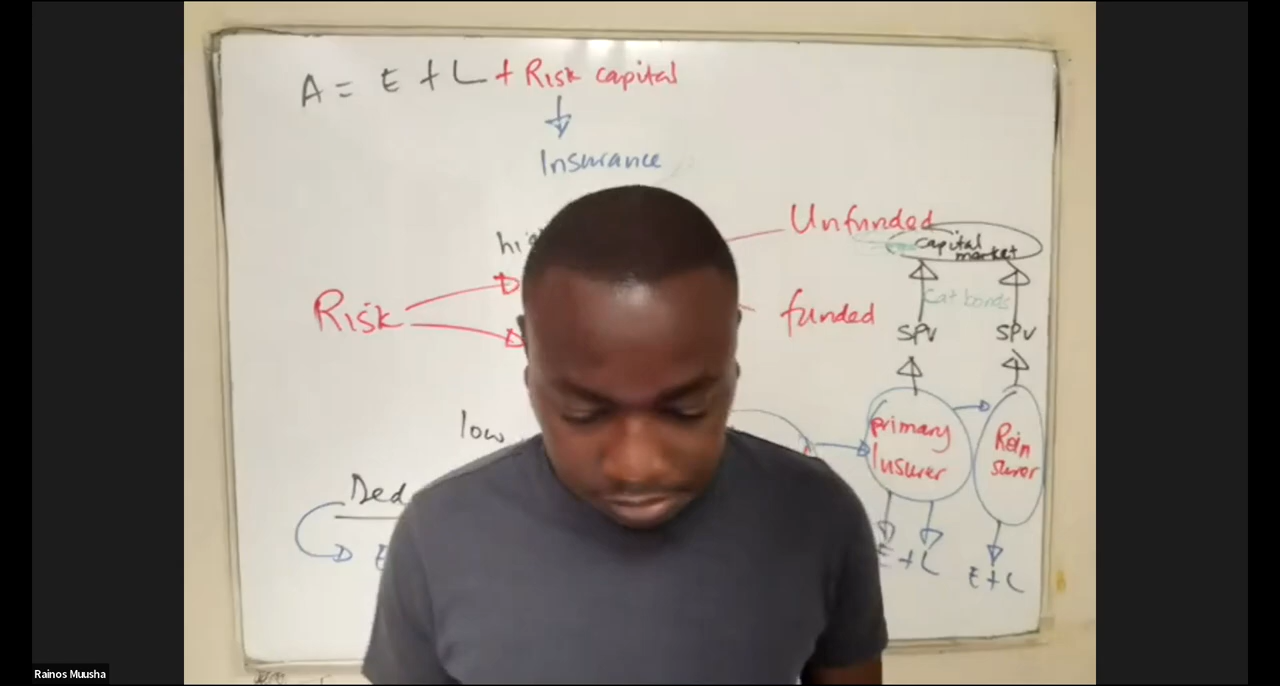 A = E + L + Risk capital
Insurance
Unfunded
capital
market
Risk
funded
Cat bonds
SPV SPV
low
primary
Insurer
Rein
surer
Ded
E + L
E + L
Rainos Muusha